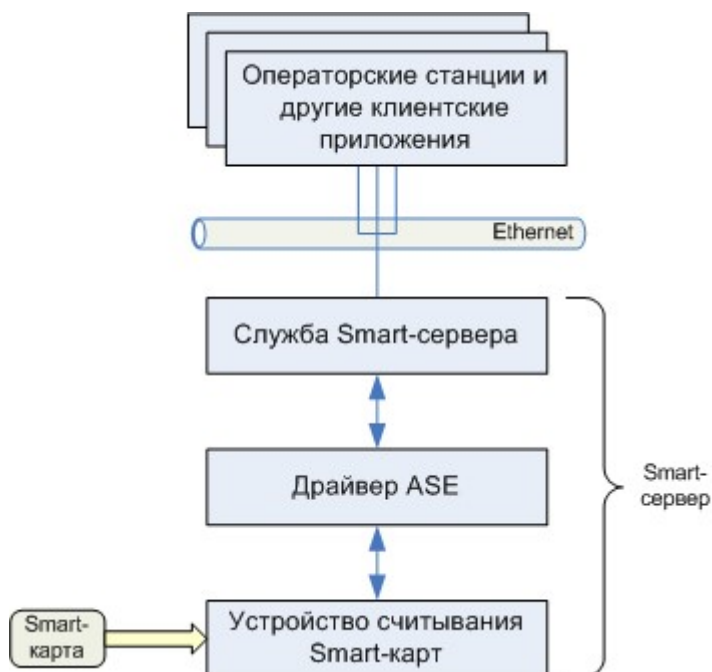 Операторские станции и
другие клиентские
приложения
Ethernet
Служба Smart-сервера
Драйвер ASE
Smart-
сервер
Smart-
карта
Устройство считывания
Smart-карт